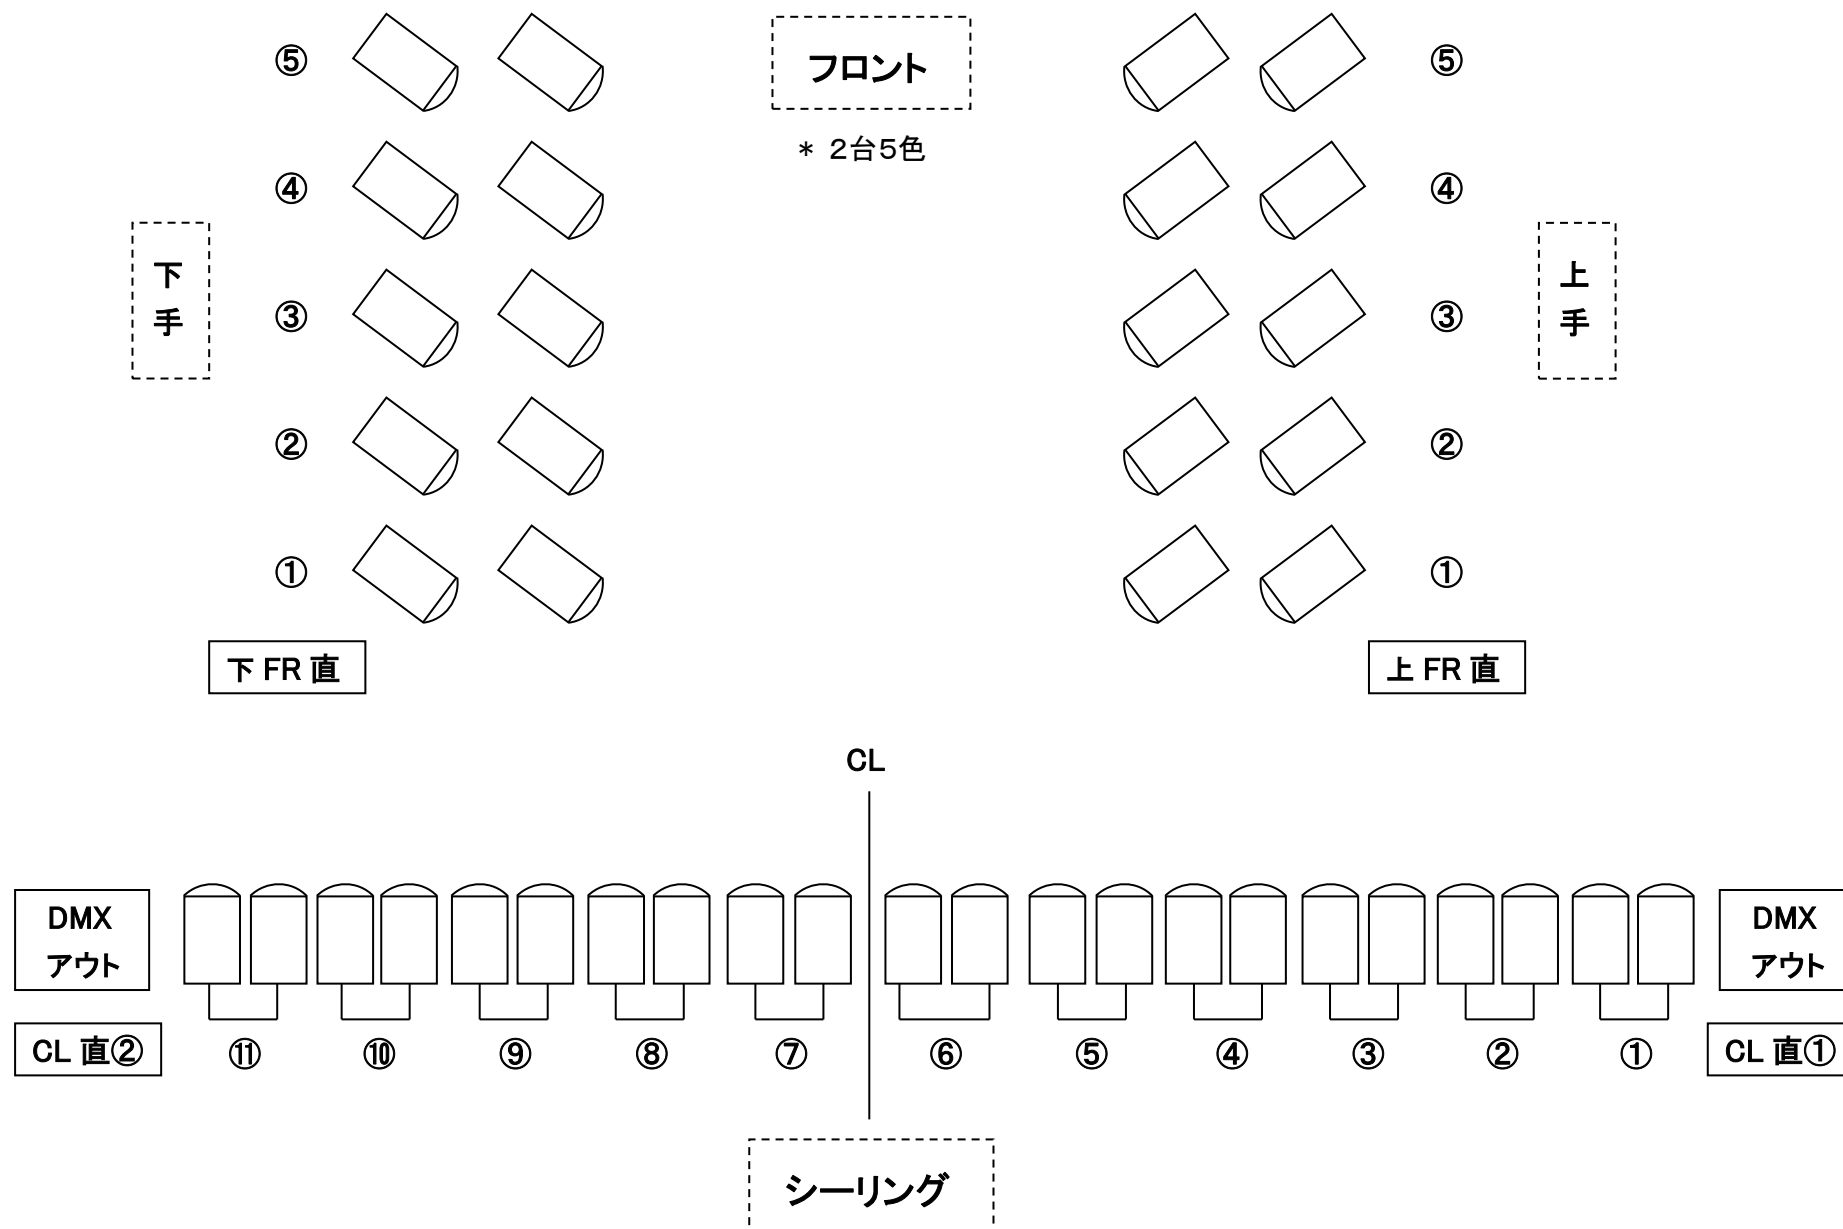 フロント
* 2台5色
⑤
④
③
②
①
下
手
⑤
④
③
②
①
上
手
下 FR 直
上 FR 直
CL
DMX
アウト
DMX
アウト
CL 直②
⑪ ⑩ ⑨ ⑧ ⑦ ⑥ ⑤ ④ ③ ② ①
CL 直①
シーリング